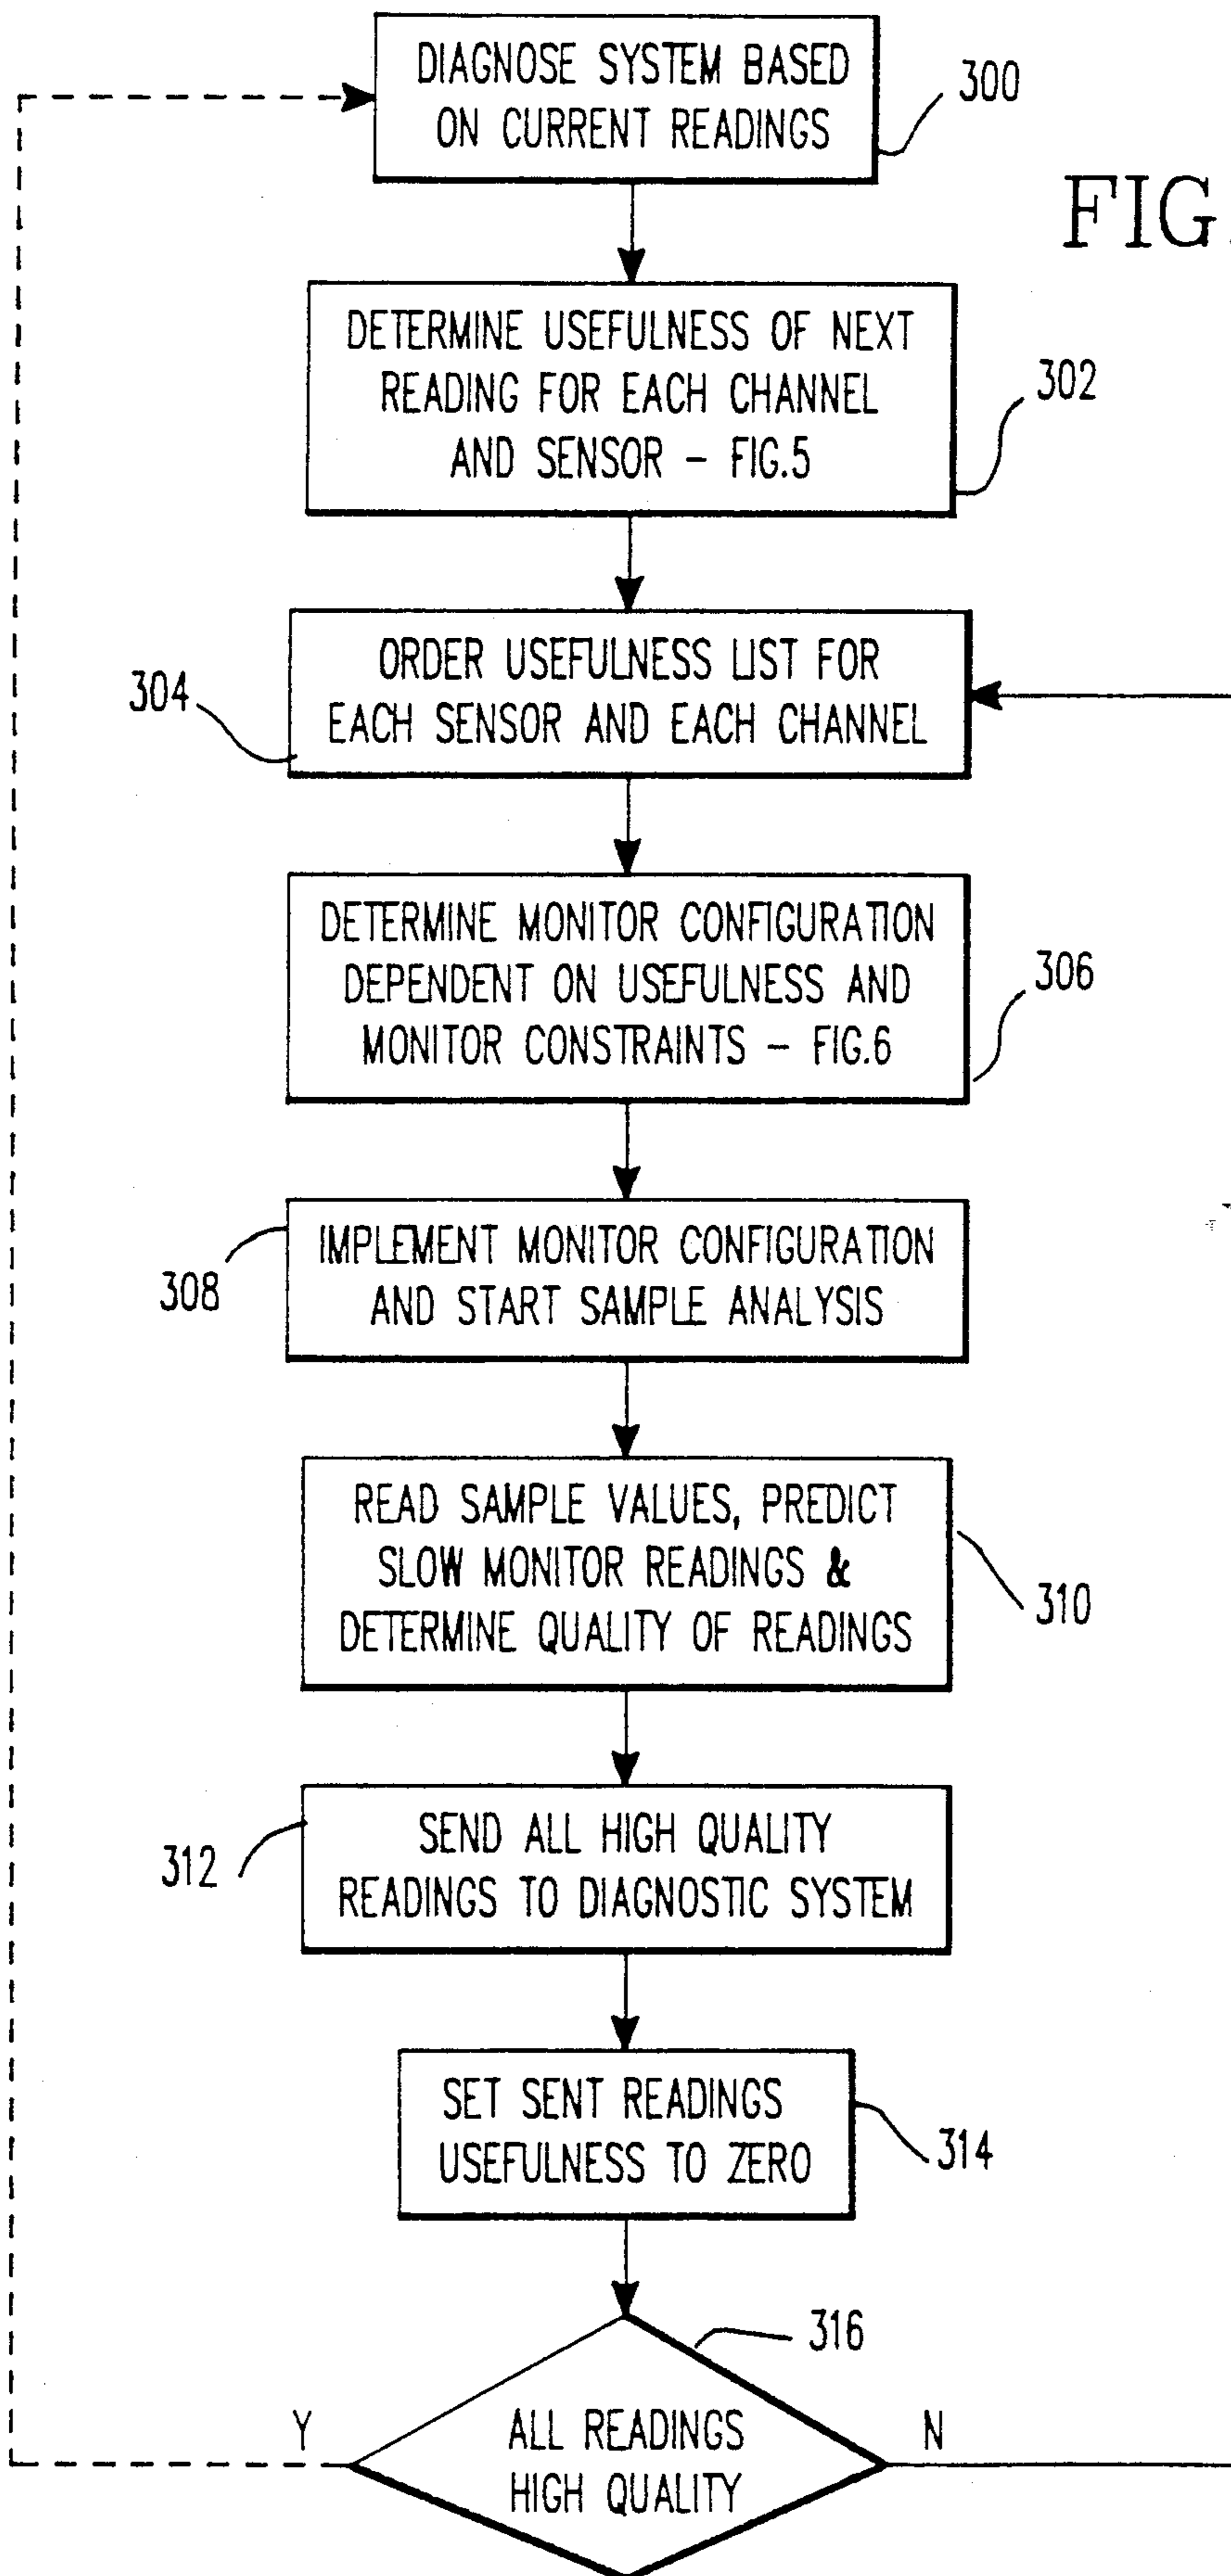 DIAGNOSE SYSTEM BASED
ON CURRENT READINGS
300
FIG.
DETERMINE USEFULNESS OF NEXT
READING FOR EACH CHANNEL
AND SENSOR – FIG.5
302
ORDER USEFULNESS LIST FOR
EACH SENSOR AND EACH CHANNEL
304
DETERMINE MONITOR CONFIGURATION
DEPENDENT ON USEFULNESS AND
MONITOR CONSTRAINTS – FIG.6
306
IMPLEMENT MONITOR CONFIGURATION
AND START SAMPLE ANALYSIS
308
READ SAMPLE VALUES, PREDICT
SLOW MONITOR READINGS &
DETERMINE QUALITY OF READINGS
310
SEND ALL HIGH QUALITY
READINGS TO DIAGNOSTIC SYSTEM
312
SET SENT READINGS
USEFULNESS TO ZERO
314
316
Y
ALL READINGS
HIGH QUALITY
N